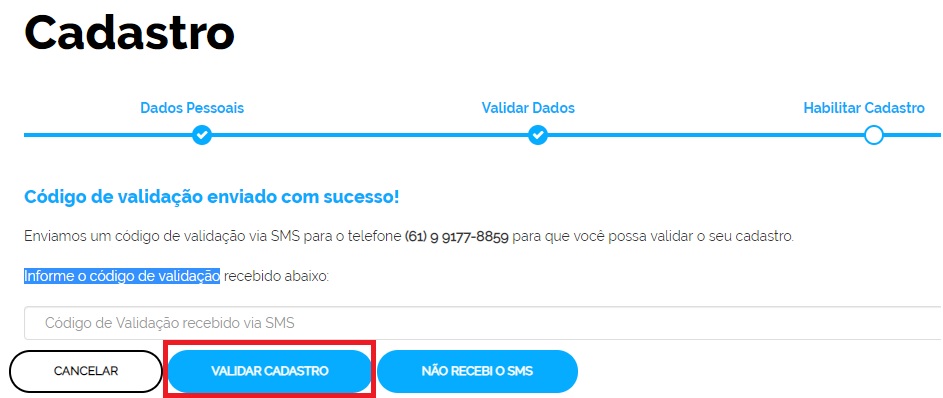 Cadastro
Dados Pessoais Validar Dados Habilitar Cadastro
Código de validação enviado com sucesso!
Enviamos um código de validação via SMS para o telefone (61) 9 9177-8859 para que você possa validar o seu cadastro.
Informe o código de validação recebido abaixo:
Código de Validação recebido via SMS
CANCELAR VALIDAR CADASTRO NÃO RECEBI O SMS